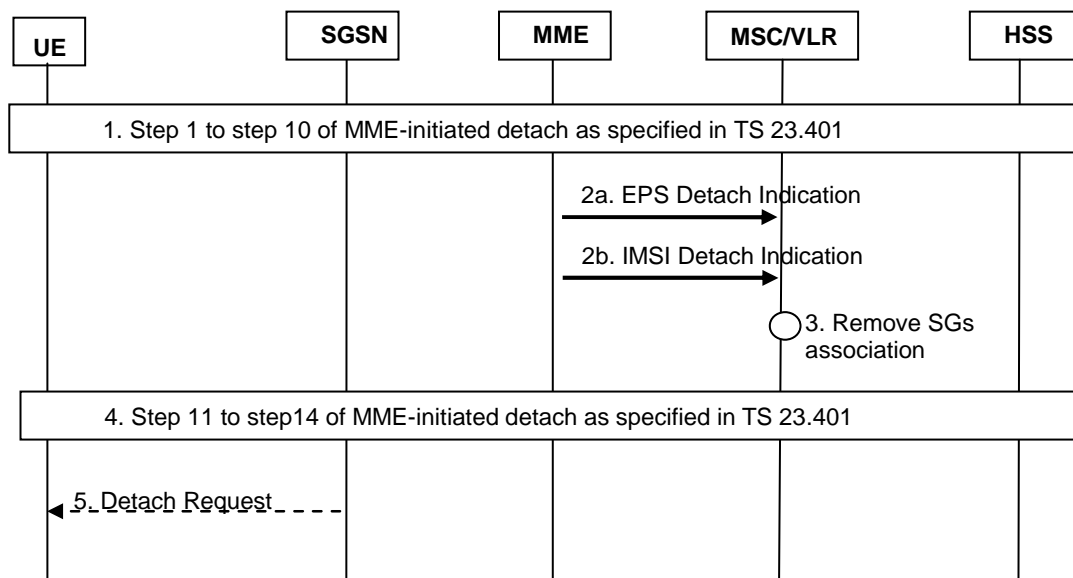 UE
SGSN
MME
MSC/VLR
HSS
1. Step 1 to step 10 of MME-initiated detach as specified in TS 23.401
2a. EPS Detach Indication
2b. IMSI Detach Indication
3. Remove SGs
association
4. Step 11 to step14 of MME-initiated detach as specified in TS 23.401
5. Detach Request